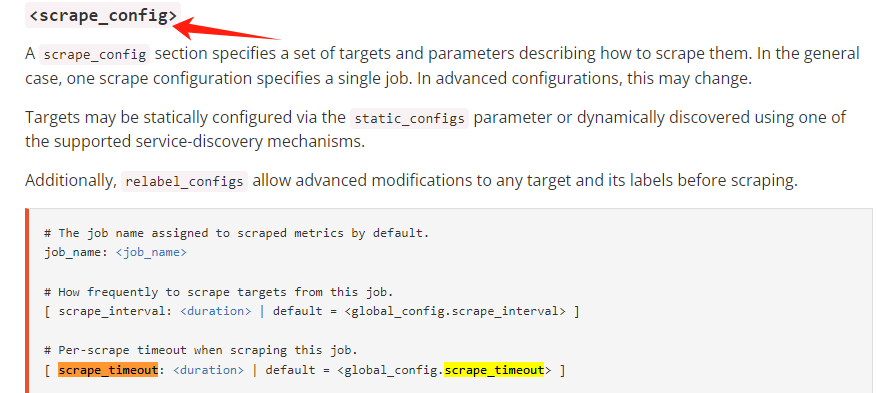 <scrape_config>
A scrape_config section specifies a set of targets and parameters describing how to scrape them. In the general
case, one scrape configuration specifies a single job. In advanced configurations, this may change.
Targets may be statically configured via the static_configs parameter or dynamically discovered using one of
the supported service-discovery mechanisms.
Additionally, relabel_configs allow advanced modifications to any target and its labels before scraping.
# The job name assigned to scraped metrics by default.
job_name: <job_name>
# How frequently to scrape targets from this job.
[ scrape_interval: <duration> | default = <global_config.scrape_interval> ]
# Per-scrape timeout when scraping this job.
[ scrape_timeout: <duration> | default = <global_config.scrape_timeout> ]